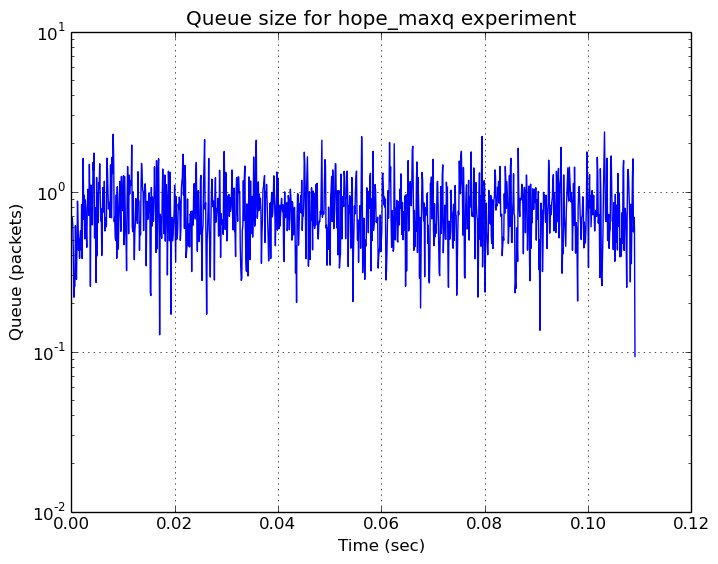 Queue size for hope_maxq experiment
10^1
10^0
10^-1
10^-2
Queue (packets)
0.00 0.02 0.04 0.06 0.08 0.10 0.12
Time (sec)